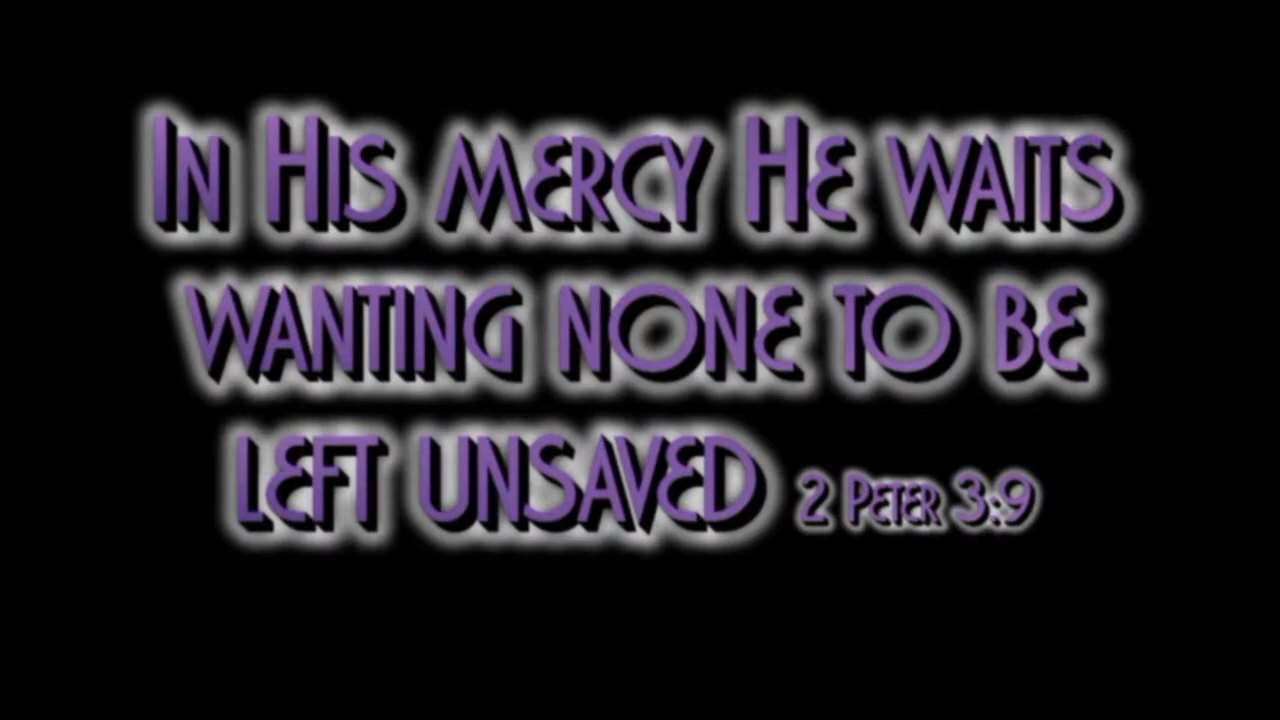 In His mercy He waits
wanting none to be
left unsaved 2 Peter 3:9